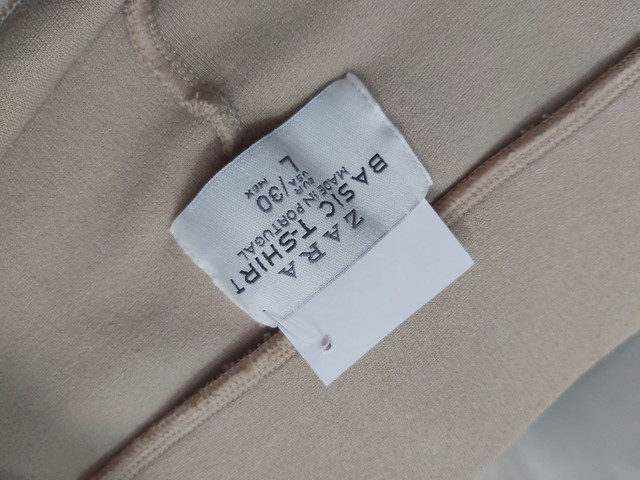 ZARA
BASIC T-SHIRT
MADE IN PORTUGAL
EUR
USA / 30
L MEX